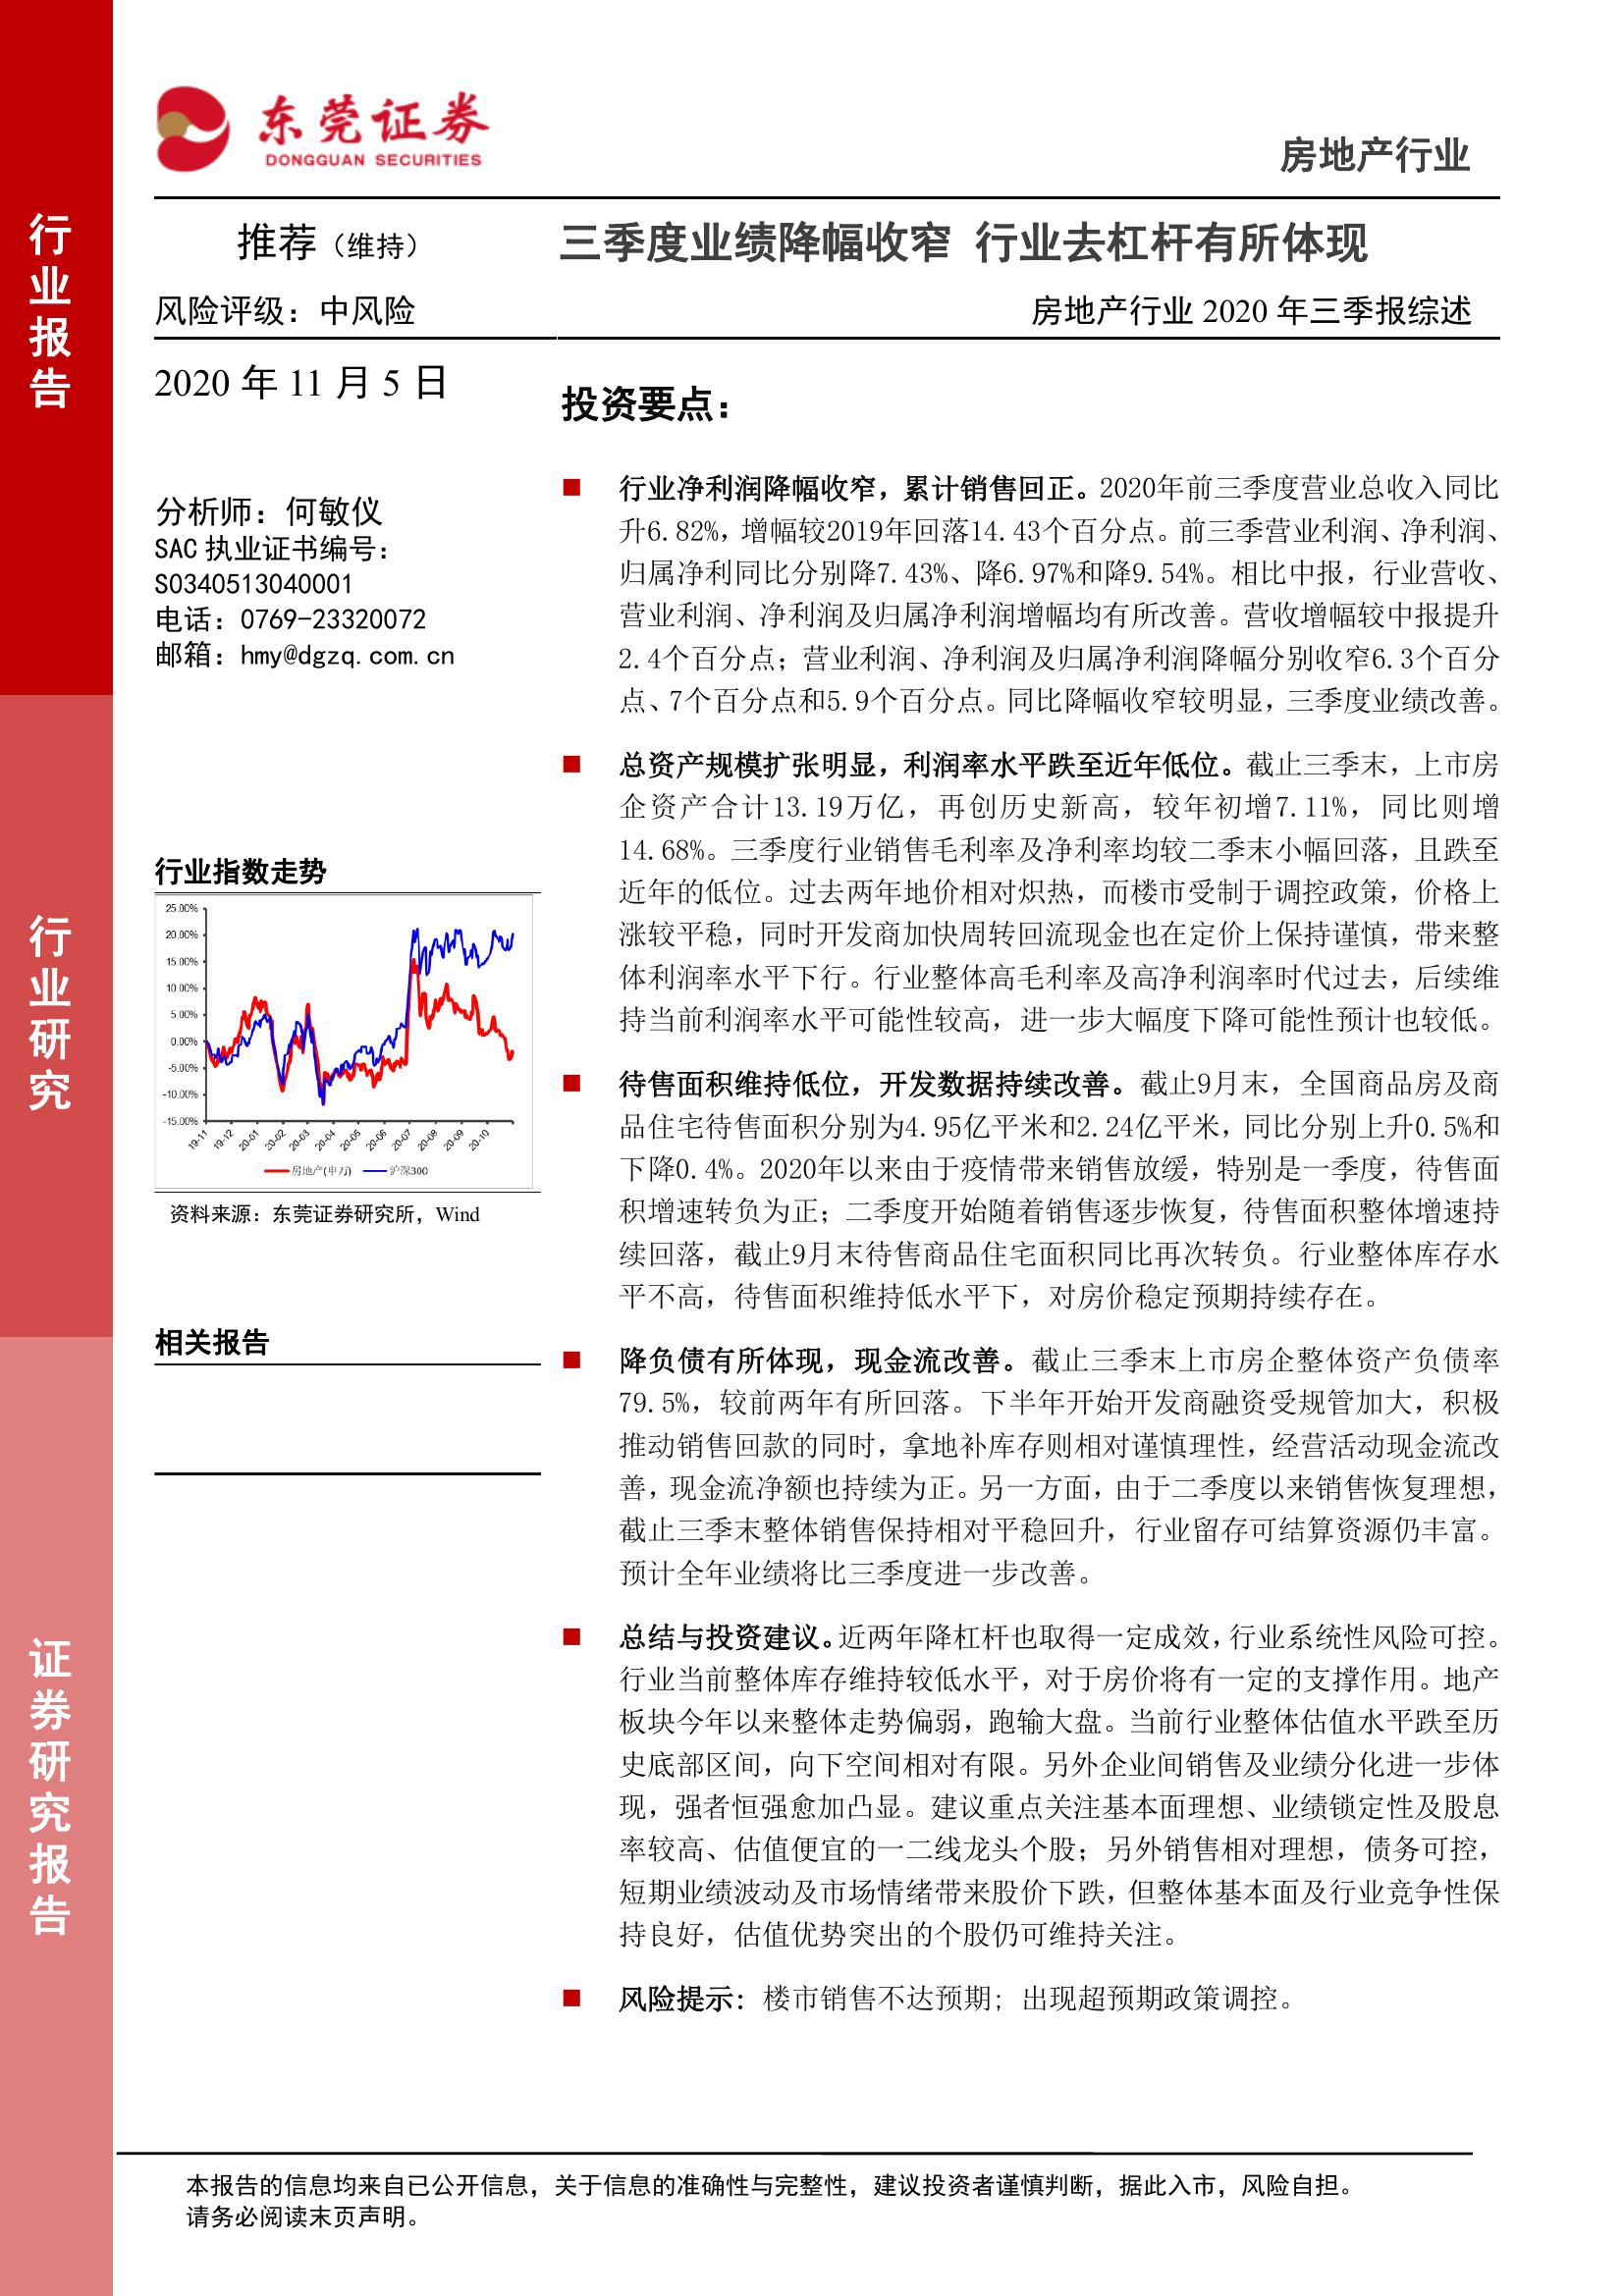 东莞证券
DONGGUAN SECURITIES
房地产行业
行业报告
行业研究
证券研究报告
推荐（维持）
风险评级：中风险
2020 年 11 月 5 日
分析师：何敏仪
SAC 执业证书编号：
S0340513040001
电话：0769-23320072
邮箱：hmy@dgzq.com.cn
行业指数走势
25.00%
20.00%
15.00%
10.00%
5.00%
0.00%
-5.00%
-10.00%
-15.00%
19-11
19-12
20-01
20-02
20-03
20-04
20-05
20-06
20-07
20-08
20-09
20-10
房地产(申万)
沪深300
资料来源：东莞证券研究所，Wind
相关报告
三季度业绩降幅收窄 行业去杠杆有所体现
房地产行业 2020 年三季报综述
投资要点：
行业净利润降幅收窄，累计销售回正。2020年前三季度营业总收入同比
升6.82%，增幅较2019年回落14.43个百分点。前三季营业利润、净利润、
归属净利同比分别降7.43%、降6.97%和降9.54%。相比中报，行业营收、
营业利润、净利润及归属净利润增幅均有所改善。营收增幅较中报提升
2.4个百分点；营业利润、净利润及归属净利润降幅分别收窄6.3个百分
点、7个百分点和5.9个百分点。同比降幅收窄较明显，三季度业绩改善。
总资产规模扩张明显，利润率水平跌至近年低位。截止三季末，上市房
企资产合计13.19万亿，再创历史新高，较年初增7.11%，同比则增
14.68%。三季度行业销售毛利率及净利率均较二季末小幅回落，且跌至
近年的低位。过去两年地价相对炽热，而楼市受制于调控政策，价格上
涨较平稳，同时开发商加快周转回流现金也在定价上保持谨慎，带来整
体利润率水平下行。行业整体高毛利率及高净利润率时代过去，后续维
持当前利润率水平可能性较高，进一步大幅度下降可能性预计也较低。
待售面积维持低位，开发数据持续改善。截止9月末，全国商品房及商
品住宅待售面积分别为4.95亿平米和2.24亿平米，同比分别上升0.5%和
下降0.4%。2020年以来由于疫情带来销售放缓，特别是一季度，待售面
积增速转负为正；二季度开始随着销售逐步恢复，待售面积整体增速持
续回落，截止9月末待售商品住宅面积同比再次转负。行业整体库存水
平不高，待售面积维持低水平下，对房价稳定预期持续存在。
降负债有所体现，现金流改善。截止三季末上市房企整体资产负债率
79.5%，较前两年有所回落。下半年开始开发商融资受规管加大，积极
推动销售回款的同时，拿地补库存则相对谨慎理性，经营活动现金流改
善，现金流净额也持续为正。另一方面，由于二季度以来销售恢复理想，
截止三季末整体销售保持相对平稳回升，行业留存可结算资源仍丰富。
预计全年业绩将比三季度进一步改善。
总结与投资建议。近两年降杠杆也取得一定成效，行业系统性风险可控。
行业当前整体库存维持较低水平，对于房价将有一定的支撑作用。地产
板块今年以来整体走势偏弱，跑输大盘。当前行业整体估值水平跌至历
史底部区间，向下空间相对有限。另外企业间销售及业绩分化进一步体
现，强者恒强愈加凸显。建议重点关注基本面理想、业绩锁定性及股息
率较高、估值便宜的一二线龙头个股；另外销售相对理想，债务可控，
短期业绩波动及市场情绪带来股价下跌，但整体基本面及行业竞争性保
持良好，估值优势突出的个股仍可维持关注。
风险提示：楼市销售不达预期；出现超预期政策调控。
本报告的信息均来自已公开信息，关于信息的准确性与完整性，建议投资者谨慎判断，据此入市，风险自担。
请务必阅读末页声明。